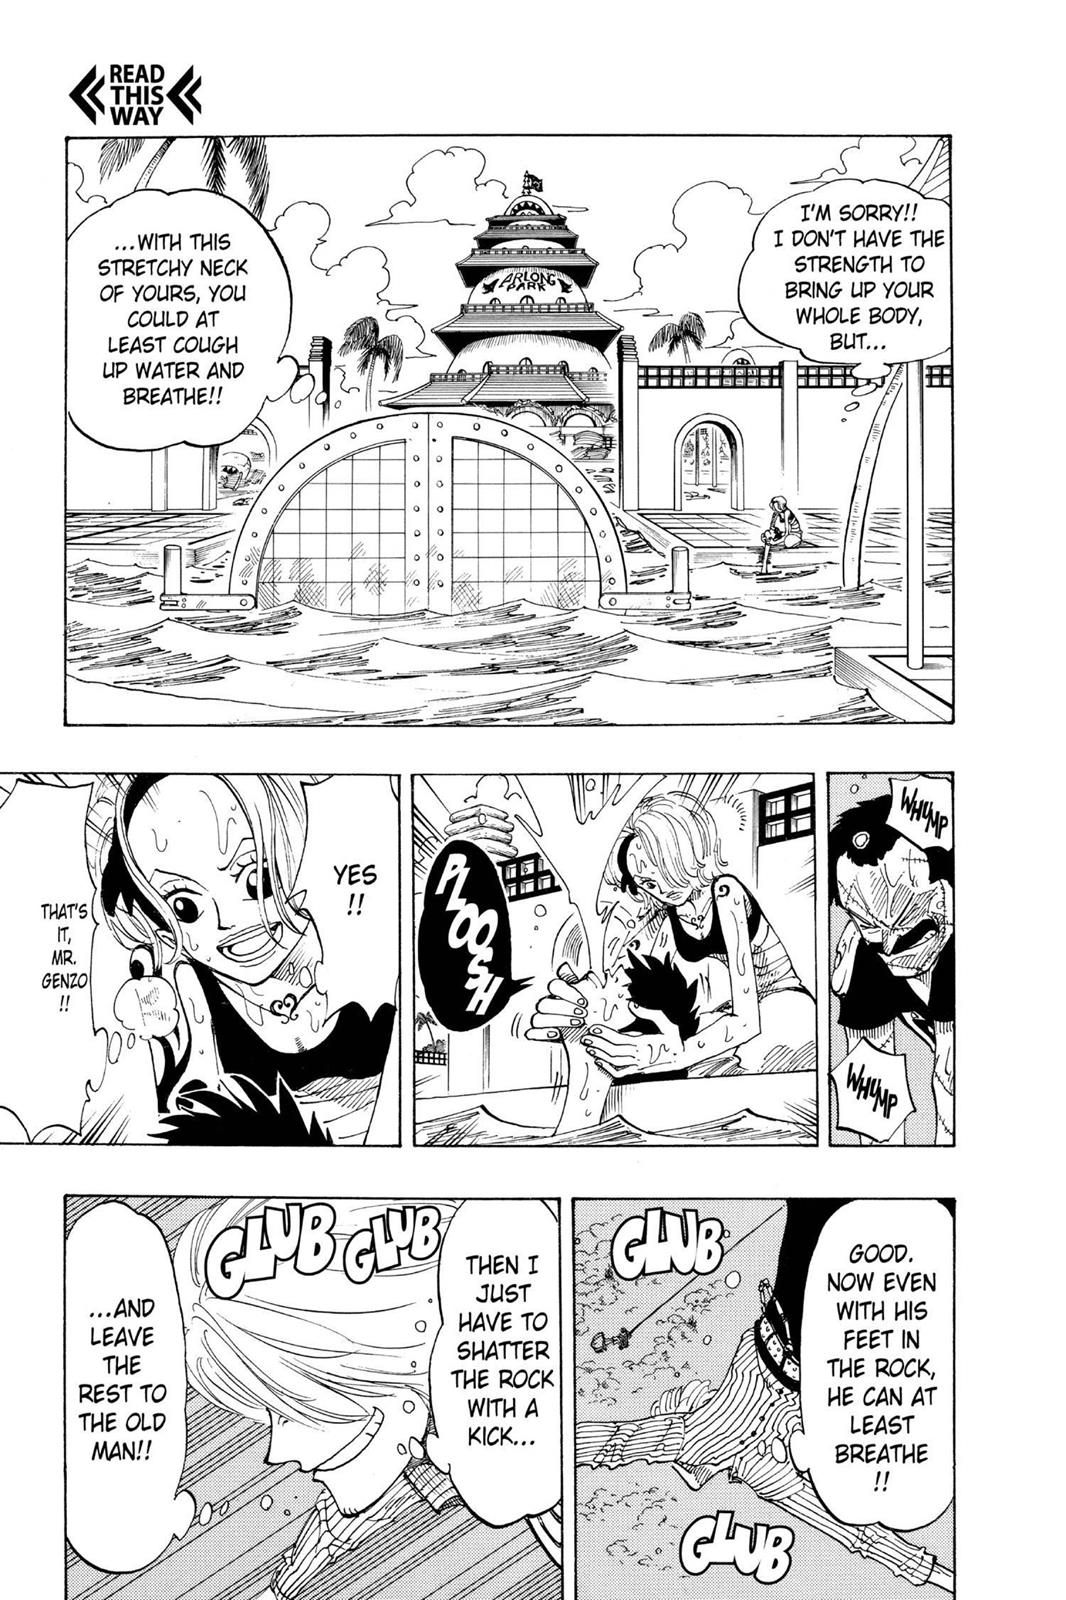 READ
THIS
WAY
I'M SORRY!!
I DON'T HAVE THE
STRENGTH TO
BRING UP YOUR
WHOLE BODY,
BUT...
...WITH THIS
STRETCHY NECK
OF YOURS, YOU
COULD AT
LEAST COUGH
UP WATER AND
BREATHE!!
ARLONG
PARK
WHUMP
WHUMP
PLOOSH
YES
!!
THAT'S
IT,
MR.
GENZO
!!
GLUB
GOOD.
NOW EVEN
WITH HIS
FEET IN
THE ROCK,
HE CAN AT
LEAST
BREATHE
!!
GLUB
THEN I
JUST
HAVE TO
SHATTER
THE ROCK
WITH A
KICK...
GLUB
GLUB
...AND
LEAVE
THE
REST TO
THE OLD
MAN!!